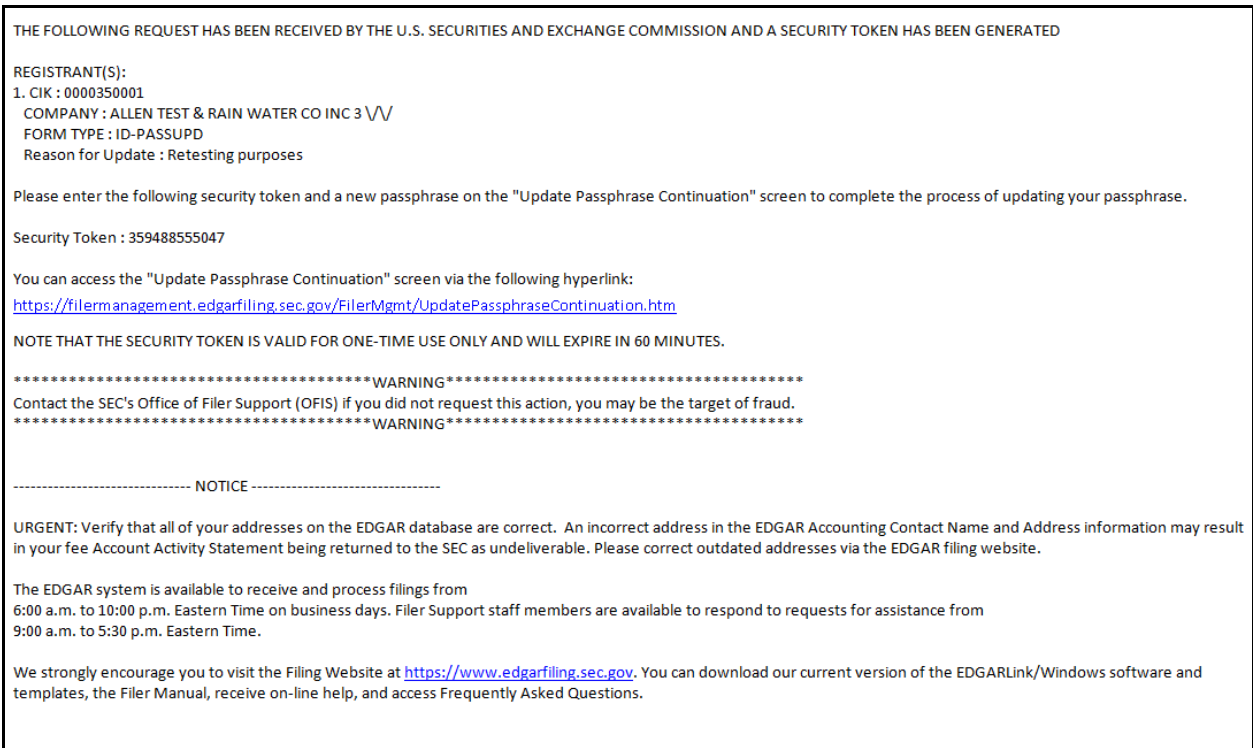 THE FOLLOWING REQUEST HAS BEEN RECEIVED BY THE U.S. SECURITIES AND EXCHANGE COMMISSION AND A SECURITY TOKEN HAS BEEN GENERATED
REGISTRANT(S):
1. CIK : 0000350001
COMPANY : ALLEN TEST & RAIN WATER CO INC 3 \/\/
FORM TYPE : ID-PASSUPD
Reason for Update : Retesting purposes
Please enter the following security token and a new passphrase on the "Update Passphrase Continuation" screen to complete the process of updating your passphrase.
Security Token : 359488555047
You can access the "Update Passphrase Continuation" screen via the following hyperlink:
https://filermanagement.edgarfiling.sec.gov/FilerMgmt/UpdatePassphraseContinuation.htm
NOTE THAT THE SECURITY TOKEN IS VALID FOR ONE-TIME USE ONLY AND WILL EXPIRE IN 60 MINUTES.
***************************************WARNING***************************************
Contact the SEC's Office of Filer Support (OFIS) if you did not request this action, you may be the target of fraud.
***************************************WARNING***************************************
------------------------------- NOTICE ---------------------------------
URGENT: Verify that all of your addresses on the EDGAR database are correct.  An incorrect address in the EDGAR Accounting Contact Name and Address information may result
in your fee Account Activity Statement being returned to the SEC as undeliverable. Please correct outdated addresses via the EDGAR filing website.
The EDGAR system is available to receive and process filings from
6:00 a.m. to 10:00 p.m. Eastern Time on business days. Filer Support staff members are available to respond to requests for assistance from
9:00 a.m. to 5:30 p.m. Eastern Time.
We strongly encourage you to visit the Filing Website at https://www.edgarfiling.sec.gov. You can download our current version of the EDGARLink/Windows software and
templates, the Filer Manual, receive on-line help, and access Frequently Asked Questions.